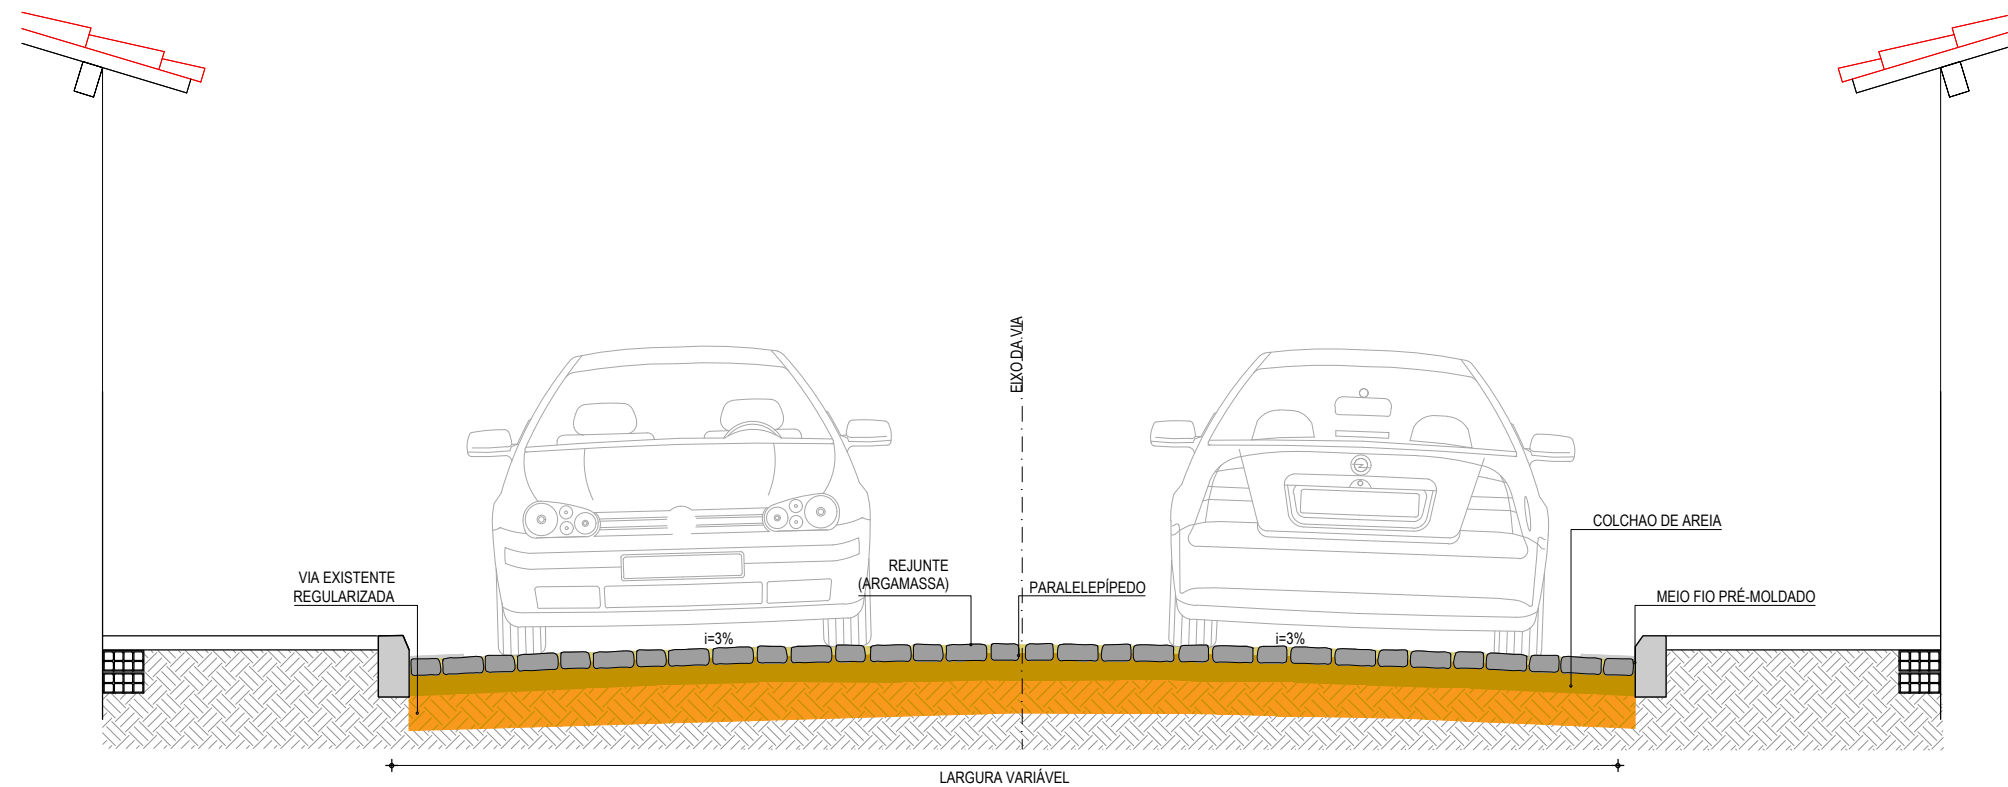 EIXO DA VIA
COLCHAO DE AREIA
VIA EXISTENTE
REGULARIZADA
REJUNTE
(ARGAMASSA)
PARALELEPÍPEDO
MEIO FIO PRÉ-MOLDADO
i=3%
i=3%
LARGURA VARIÁVEL